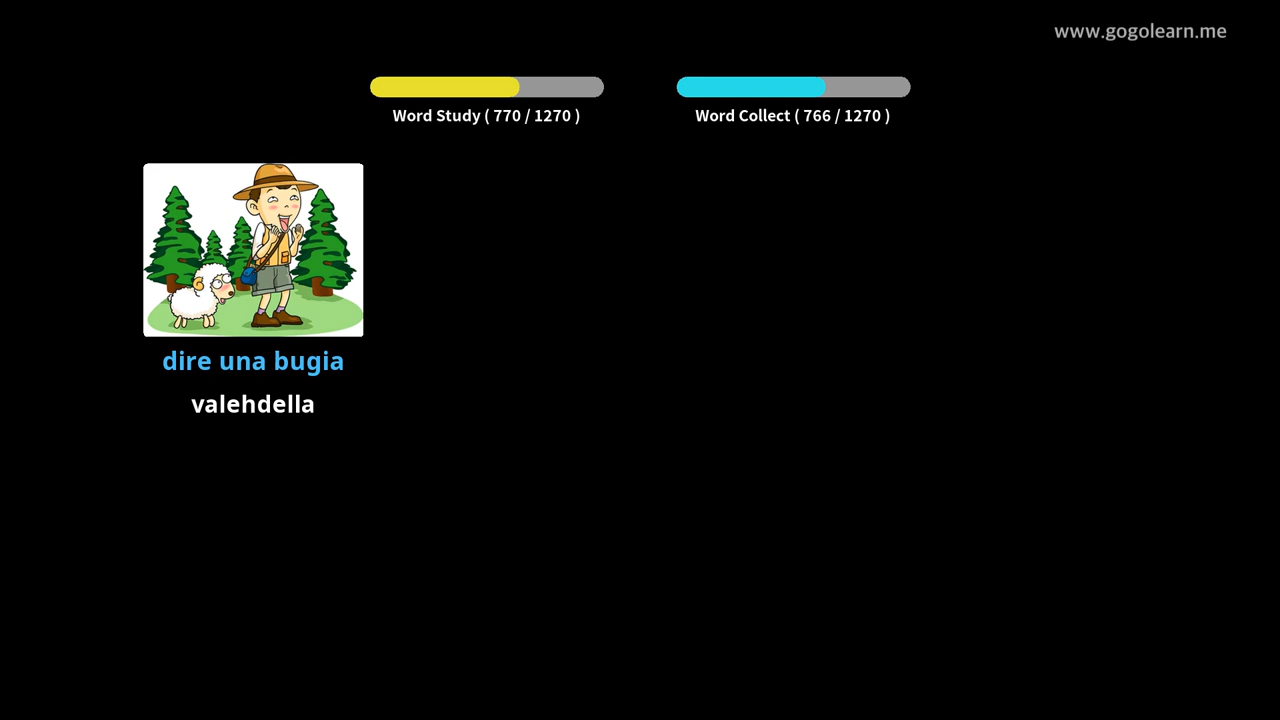 www.gogolearn.me
Word Study ( 770 / 1270 )
Word Collect ( 766 / 1270 )
dire una bugia
valehdella